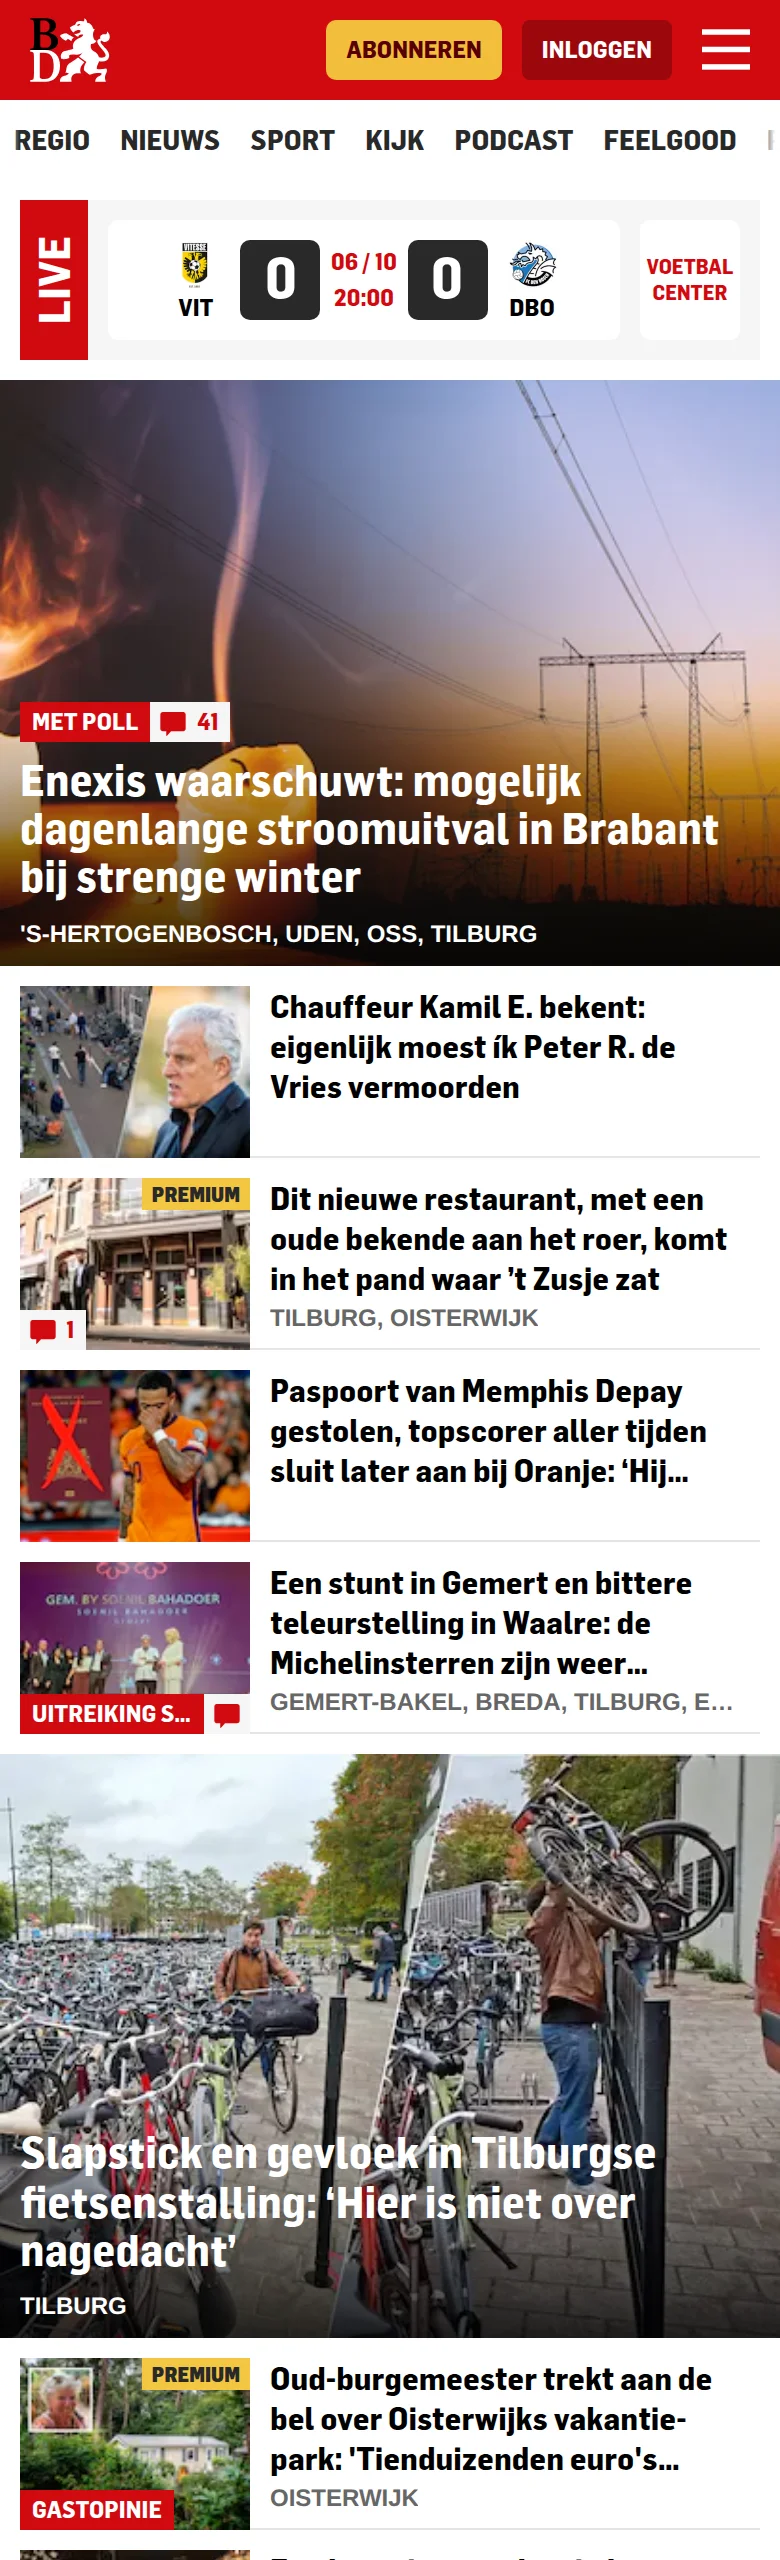 B
D
ABONNEREN
INLOGGEN
REGIO NIEUWS SPORT KIJK PODCAST FEELGOOD
LIVE
VITESSE
VIT
0
06 / 10
20:00
0
DBO
VOETBAL
CENTER
MET POLL
41
Enexis waarschuwt: mogelijk
dagenlange stroomuitval in Brabant
bij strenge winter
'S-HERTOGENBOSCH, UDEN, OSS, TILBURG
Chauffeur Kamil E. bekent:
eigenlijk moest ík Peter R. de
Vries vermoorden
PREMIUM
1
Dit nieuwe restaurant, met een
oude bekende aan het roer, komt
in het pand waar ’t Zusje zat
TILBURG, OISTERWIJK
Paspoort van Memphis Depay
gestolen, topscorer aller tijden
sluit later aan bij Oranje: ‘Hij...
GEM. BY SOENIL BAHADOER
SOENIL BAHADOER
UITREIKING S...
Een stunt in Gemert en bittere
teleurstelling in Waalre: de
Michelinsterren zijn weer...
GEMERT-BAKEL, BREDA, TILBURG, E...
Slapstick en gevloek in Tilburgse
fietsenstalling: ‘Hier is niet over
nagedacht’
TILBURG
PREMIUM
GASTOPINIE
Oud-burgemeester trekt aan de
bel over Oisterwijks vakantie-
park: 'Tienduizenden euro's...
OISTERWIJK